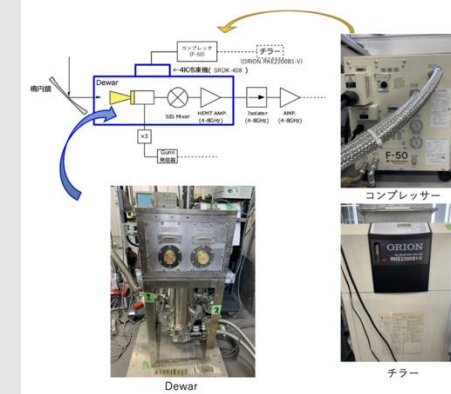 コンプレッサ
(F-50)
チラー
(ORION RKE2200B1-V)
←4K冷凍機( SRDK-408 )
Dewar
楕円鏡
SIS Mixer
HEMT AMP.
(4-8GHz)
Isolator
(4-8GHz)
AMP.
(4-8GHz)
×3
Gunn
発信器
F-50
コンプレッサー
ORION
RKE2200B1-V
チラー
Dewar